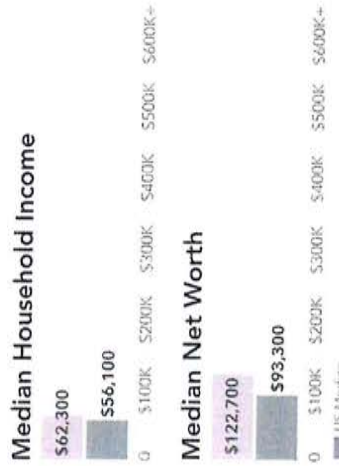 Median Household Income
$62,300
$56,100
0 $100K $200K $300K $400K $500K $600K+
Median Net Worth
$122,700
$93,300
0 $100K $200K $300K $400K $500K $600K+